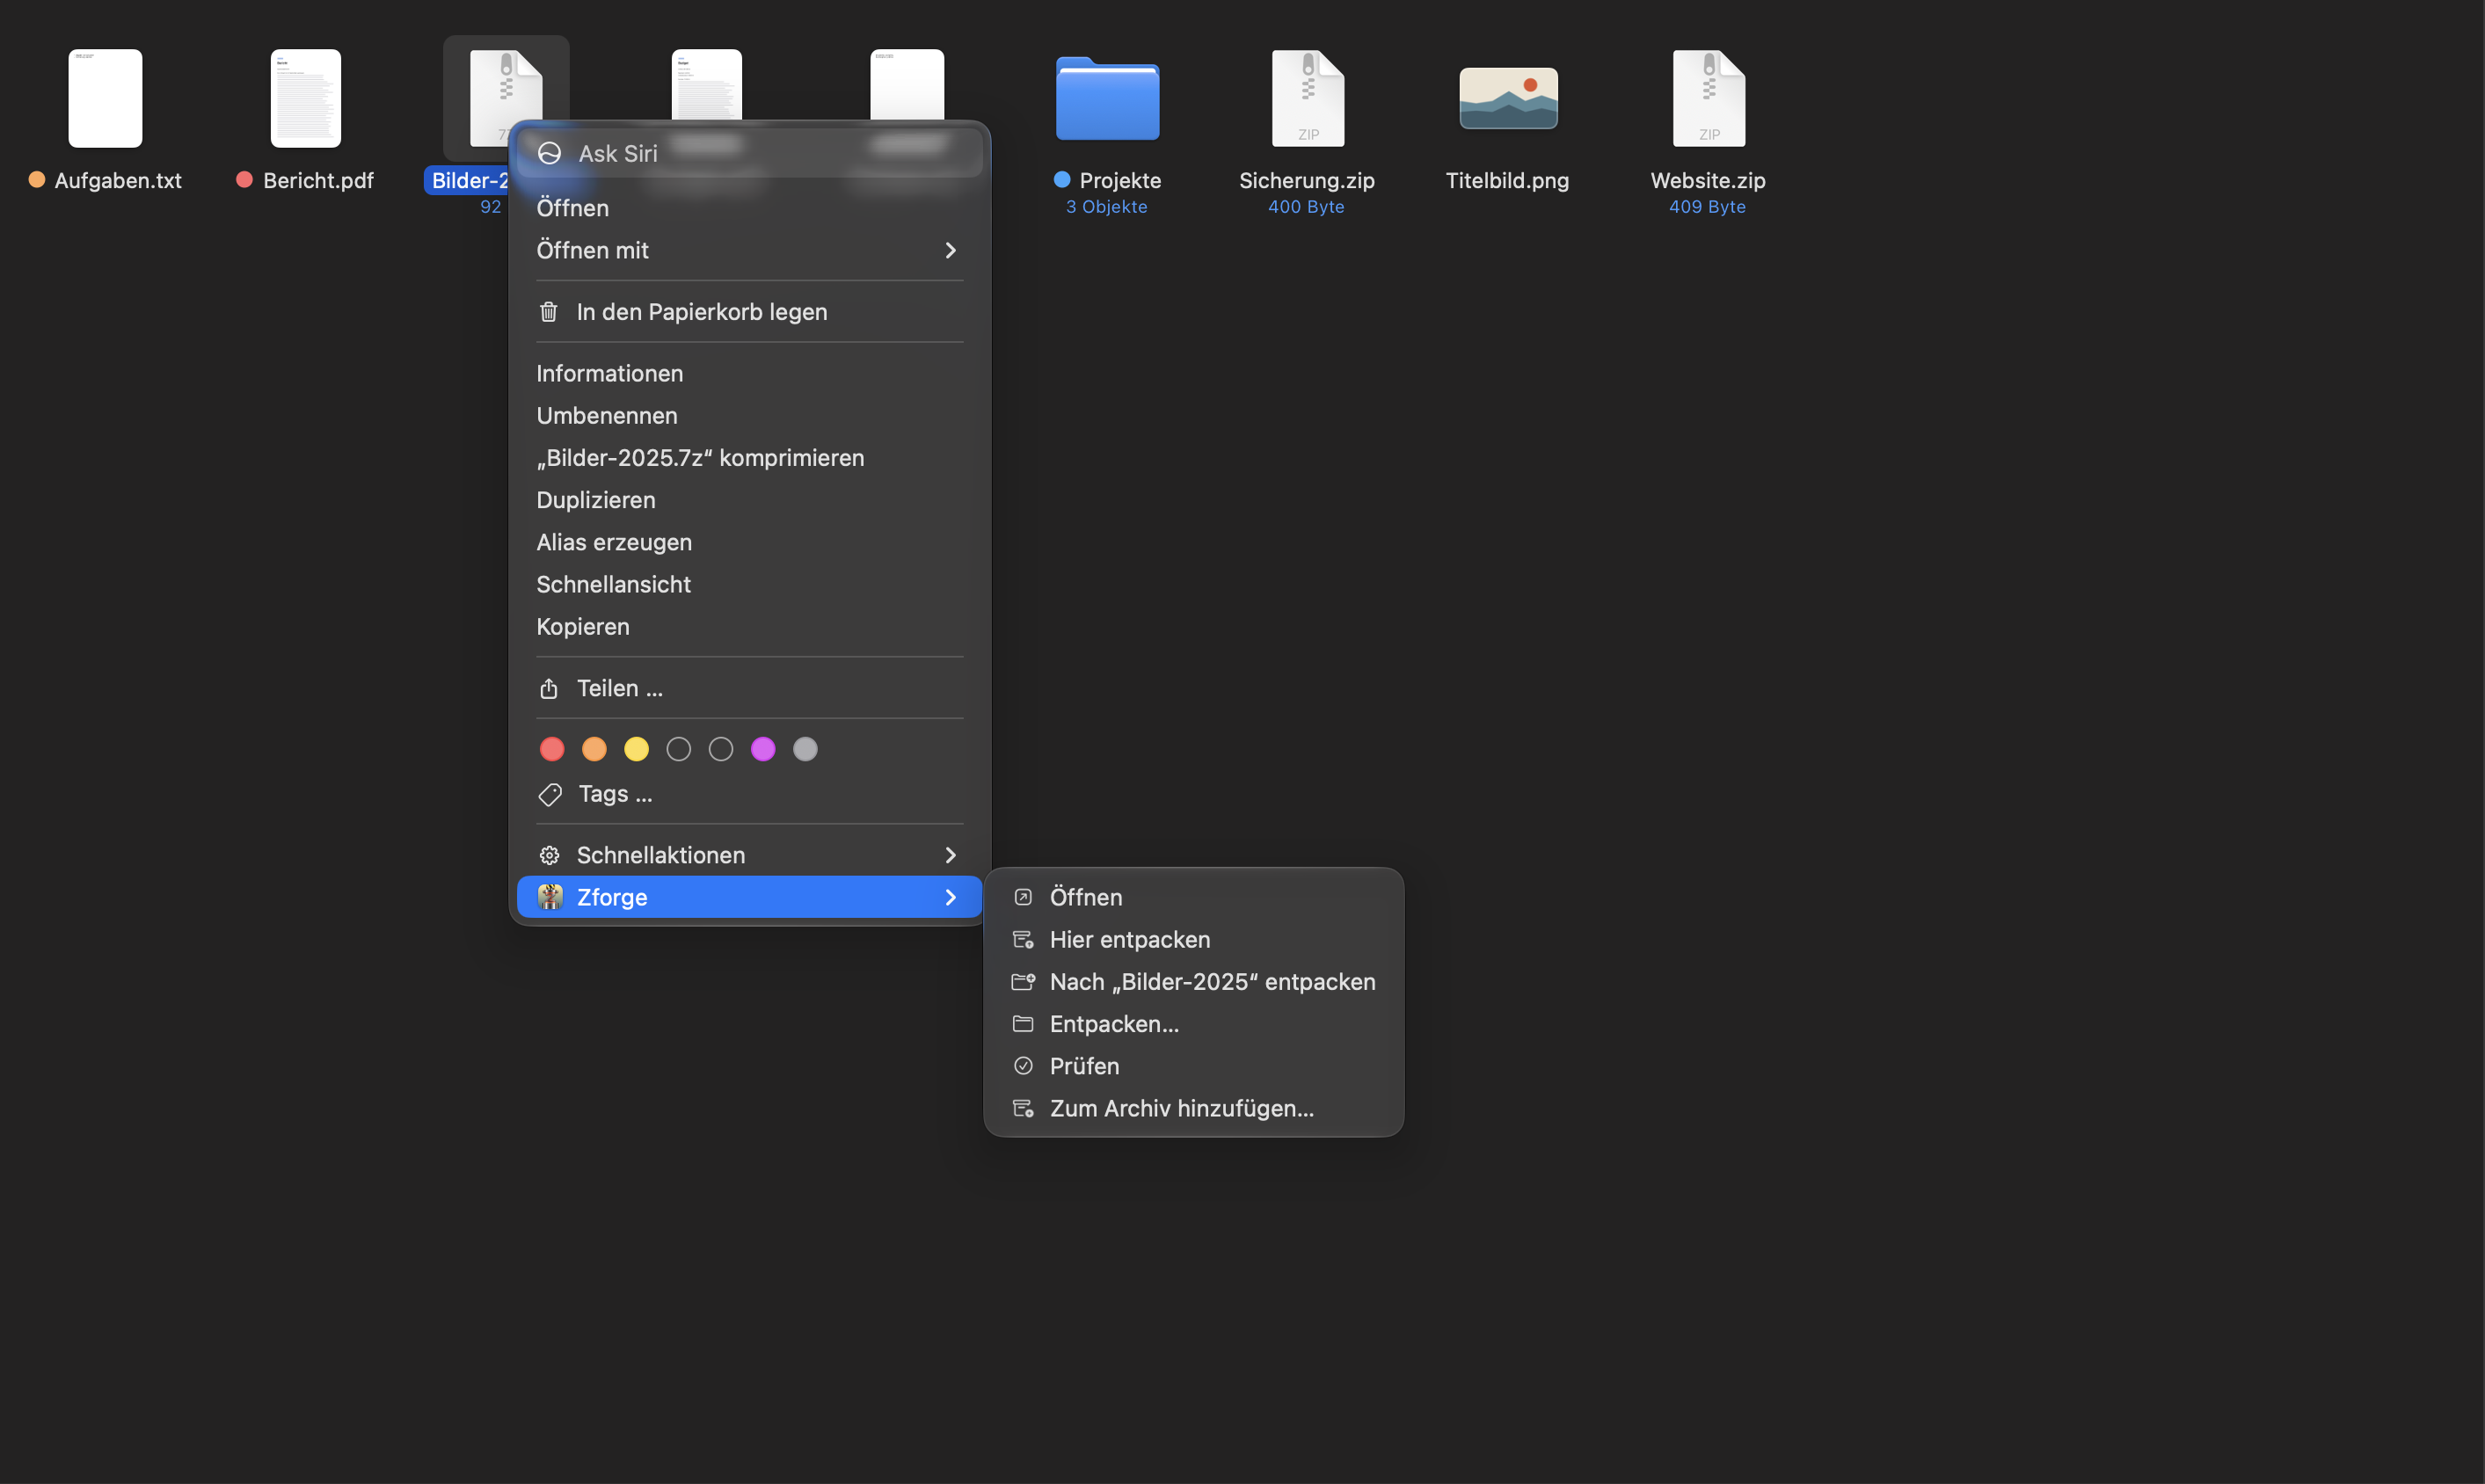 Aufgaben.txt
Bericht.pdf
Bilder-2
92
Projekte
3 Objekte
ZIP
Sicherung.zip
400 Byte
Titelbild.png
ZIP
Website.zip
409 Byte
Ask Siri
Öffnen
Öffnen mit
In den Papierkorb legen
Informationen
Umbenennen
„Bilder-2025.7z“ komprimieren
Duplizieren
Alias erzeugen
Schnellansicht
Kopieren
Teilen ...
Tags ...
Schnellaktionen
Zforge
Öffnen
Hier entpacken
Nach „Bilder-2025“ entpacken
Entpacken...
Prüfen
Zum Archiv hinzufügen...